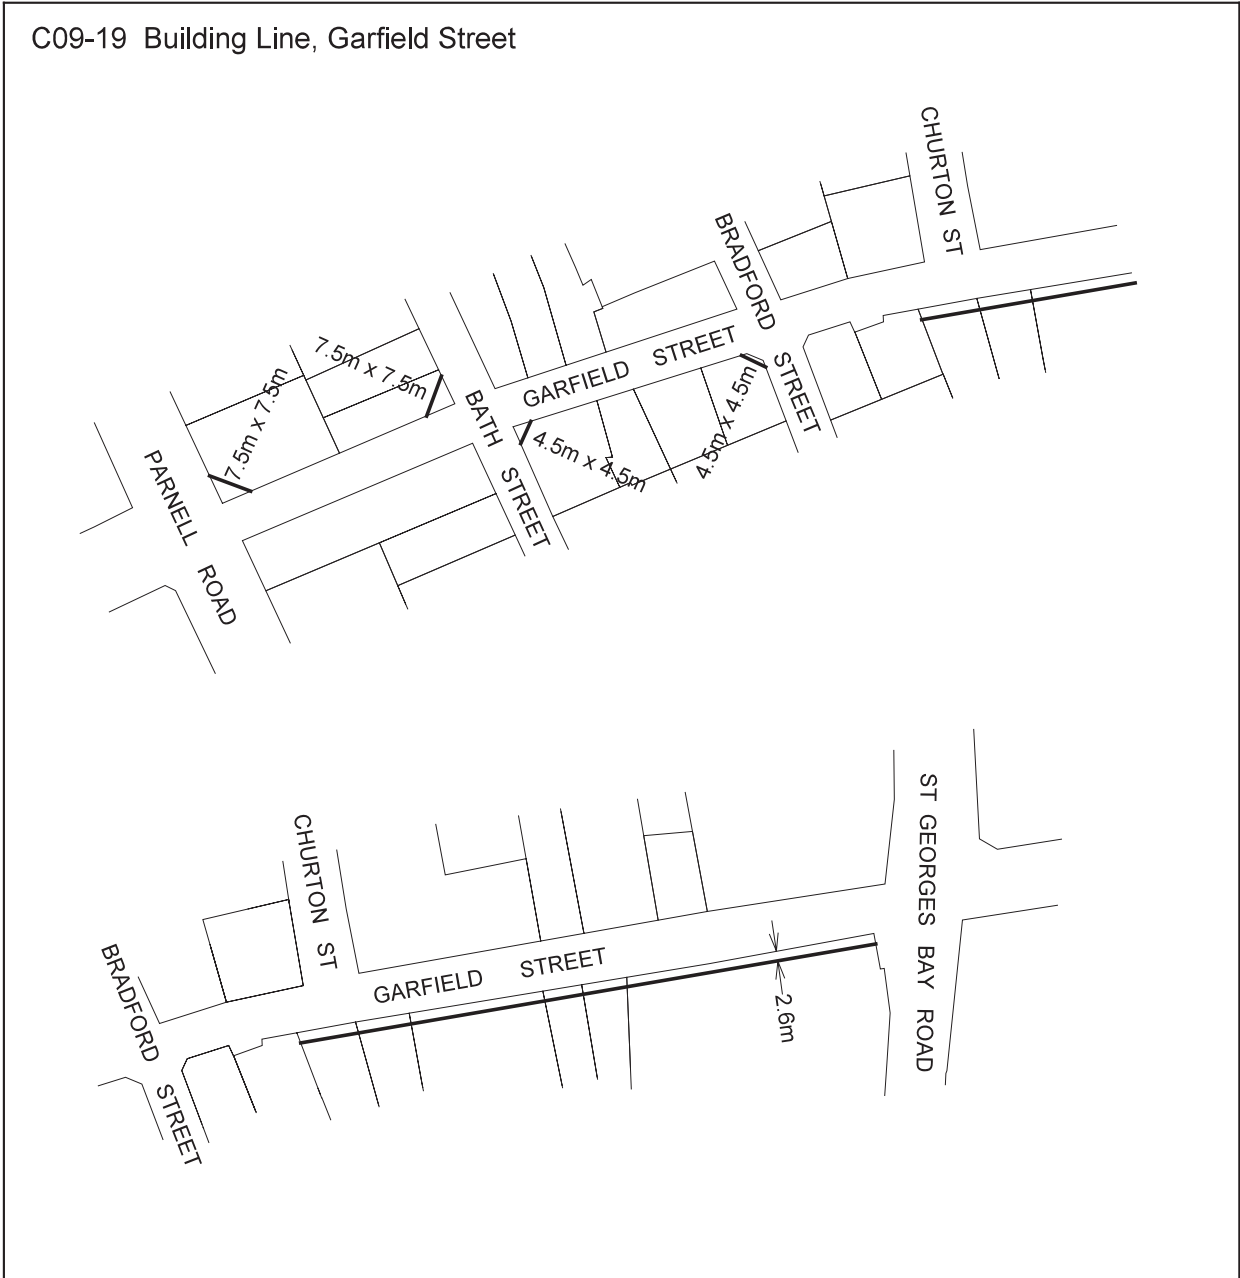 C09-19 Building Line, Garfield Street
CHURTON ST
BRADFORD STREET
7.5m x 7.5m
7.5m x 7.5m
GARFIELD STREET
BATH STREET
4.5m x 4.5m
4.5m x 4.5m
PARNELL ROAD
ST GEORGES BAY ROAD
CHURTON ST
GARFIELD STREET
BRADFORD STREET
2.6m